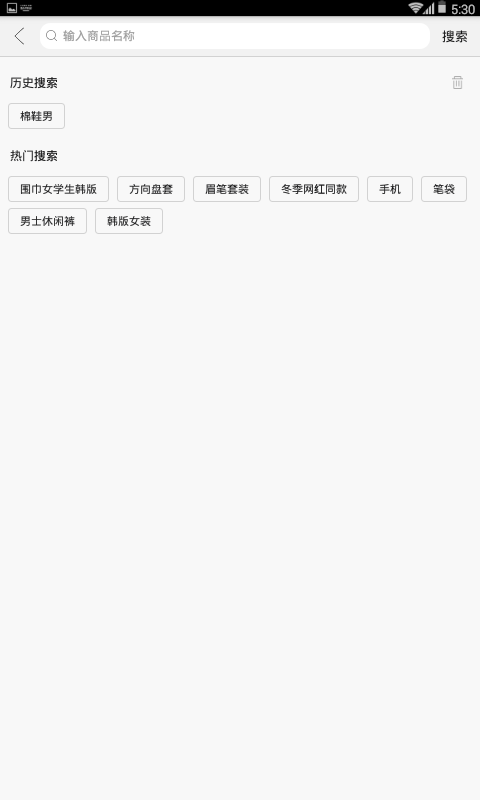 5:30
输入商品名称
搜索
历史搜索
棉鞋男
热门搜索
围巾女学生韩版 方向盘套 眉笔套装 冬季网红同款 手机 笔袋
男士休闲裤 韩版女装